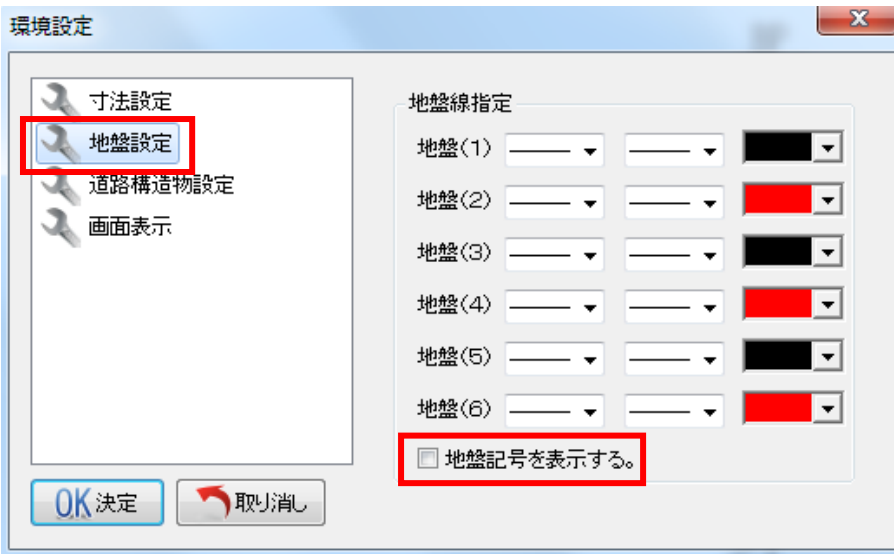 環境設定
寸法設定
地盤設定
道路構造物設定
画面表示
OK 決定
取り消し
地盤線指定
地盤(1)
地盤(2)
地盤(3)
地盤(4)
地盤(5)
地盤(6)
地盤記号を表示する。